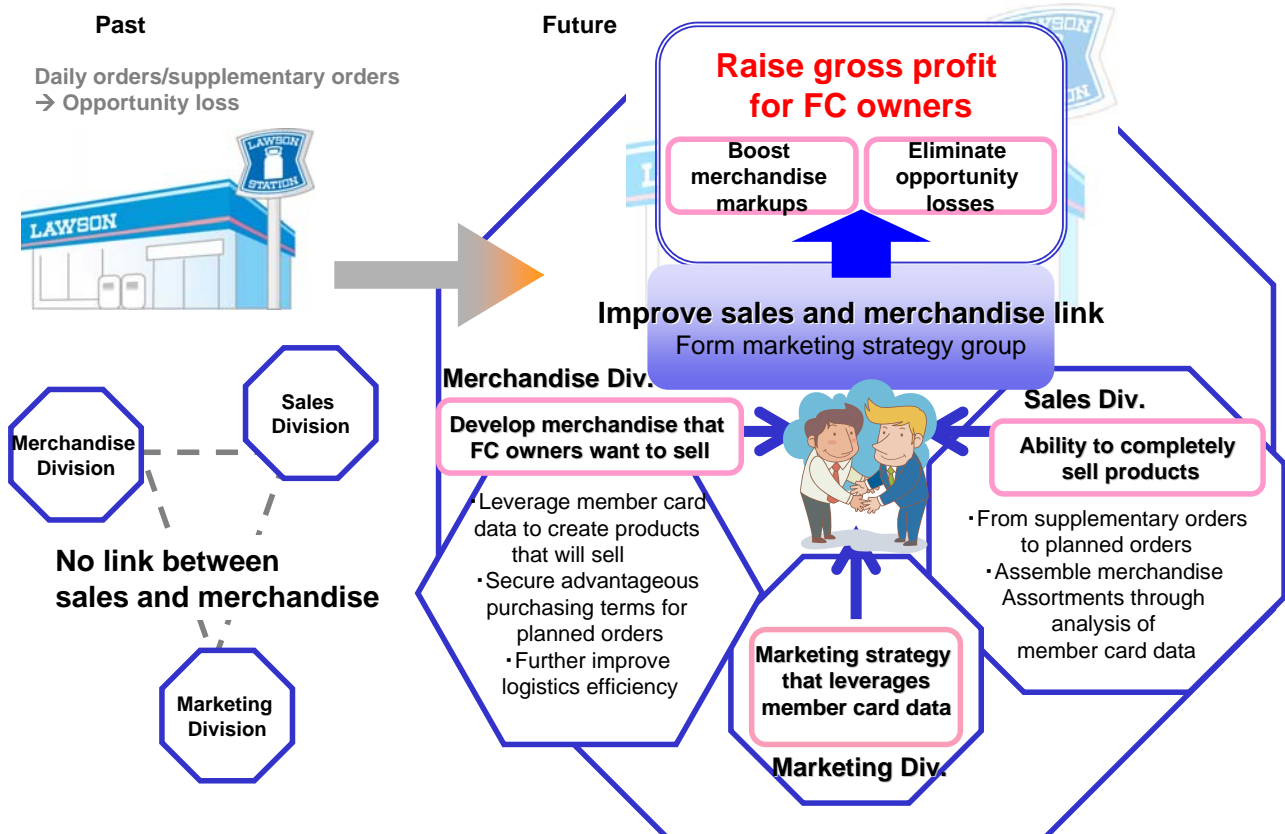 Past
Daily orders/supplementary orders
→ Opportunity loss
LAWSON
STATION
LAWSON
Merchandise
Division
Sales
Division
No link between
sales and merchandise
Marketing
Division
Future
LAWSON
Raise gross profit
for FC owners
Boost
merchandise
markups
Eliminate
opportunity
losses
Improve sales and merchandise link
Form marketing strategy group
Merchandise Div.
Develop merchandise that
FC owners want to sell
・Leverage member card
data to create products
that will sell
・Secure advantageous
purchasing terms for
planned orders
・Further improve
logistics efficiency
Sales Div.
Ability to completely
sell products
・From supplementary orders
to planned orders
・Assemble merchandise
Assortments through
analysis of
member card data
Marketing strategy
that leverages
member card data
Marketing Div.